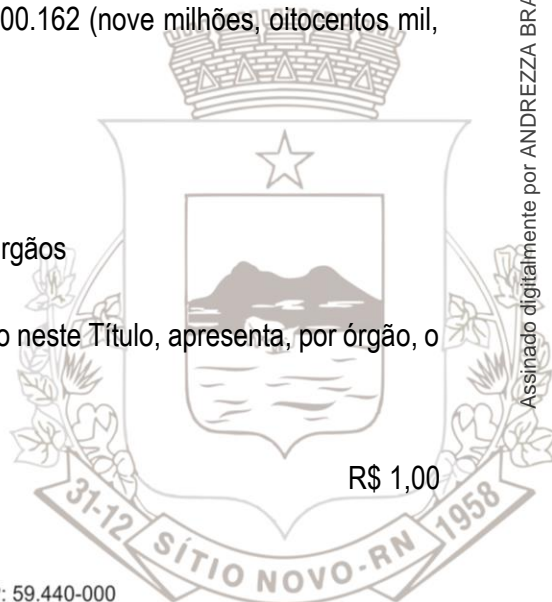 00.162 (nove milhões, oitocentos mil,
rgãos
o neste Título, apresenta, por órgão, o
R$ 1,00
31-12 SÍTIO NOVO-RN 1958
: 59.440-000
Assinado digitalmente por ANDREZZA BRA